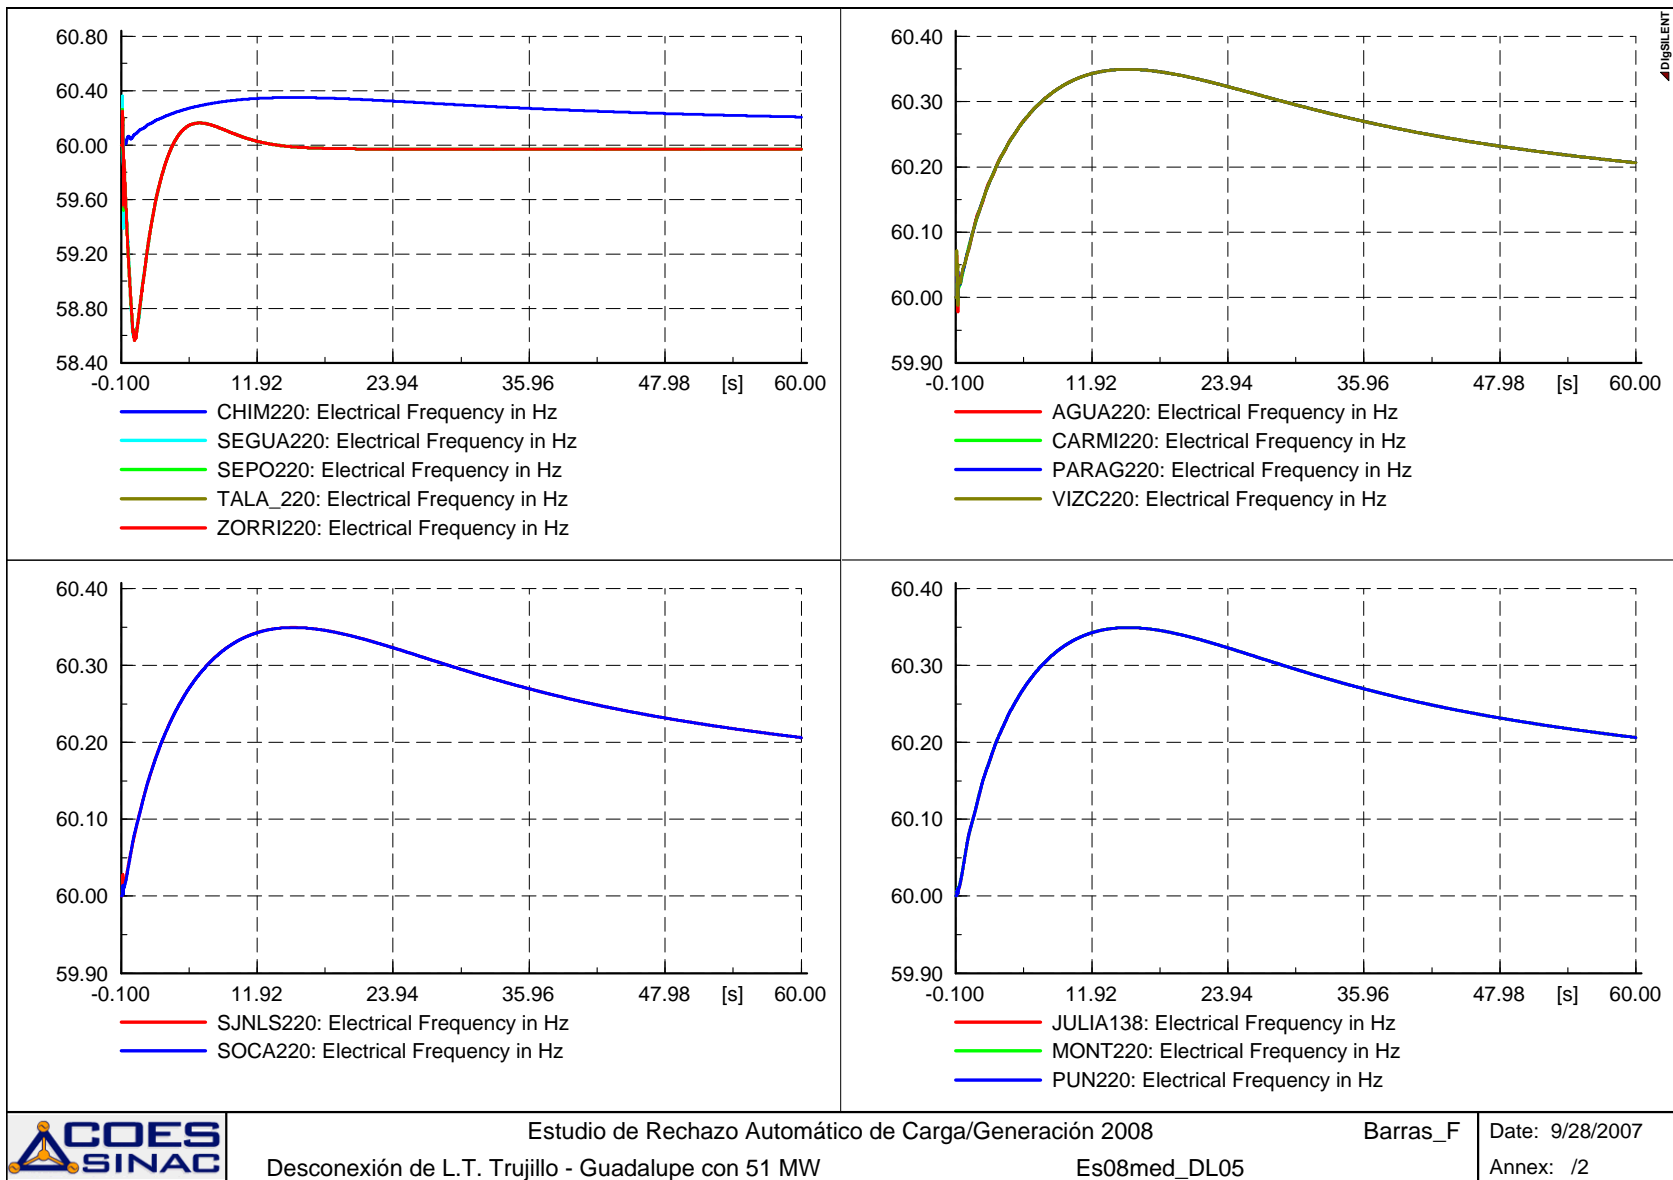 60.80
60.40
60.00
59.60
59.20
58.80
58.40
-0.100 11.92 23.94 35.96 47.98 [s] 60.00
CHIM220: Electrical Frequency in Hz
SEGUA220: Electrical Frequency in Hz
SEPO220: Electrical Frequency in Hz
TALA_220: Electrical Frequency in Hz
ZORRI220: Electrical Frequency in Hz
60.40
60.30
60.20
60.10
60.00
59.90
-0.100 11.92 23.94 35.96 47.98 [s] 60.00
AGUA220: Electrical Frequency in Hz
CARMI220: Electrical Frequency in Hz
PARAG220: Electrical Frequency in Hz
VIZC220: Electrical Frequency in Hz
DIgSILENT
60.40
60.30
60.20
60.10
60.00
59.90
-0.100 11.92 23.94 35.96 47.98 [s] 60.00
SJNLS220: Electrical Frequency in Hz
SOCA220: Electrical Frequency in Hz
60.40
60.30
60.20
60.10
60.00
59.90
-0.100 11.92 23.94 35.96 47.98 [s] 60.00
JULIA138: Electrical Frequency in Hz
MONT220: Electrical Frequency in Hz
PUN220: Electrical Frequency in Hz
COES
SINAC
Estudio de Rechazo Automático de Carga/Generación 2008 Barras_F
Desconexión de L.T. Trujillo - Guadalupe con 51 MW Es08med_DL05
Date: 9/28/2007
Annex: /2